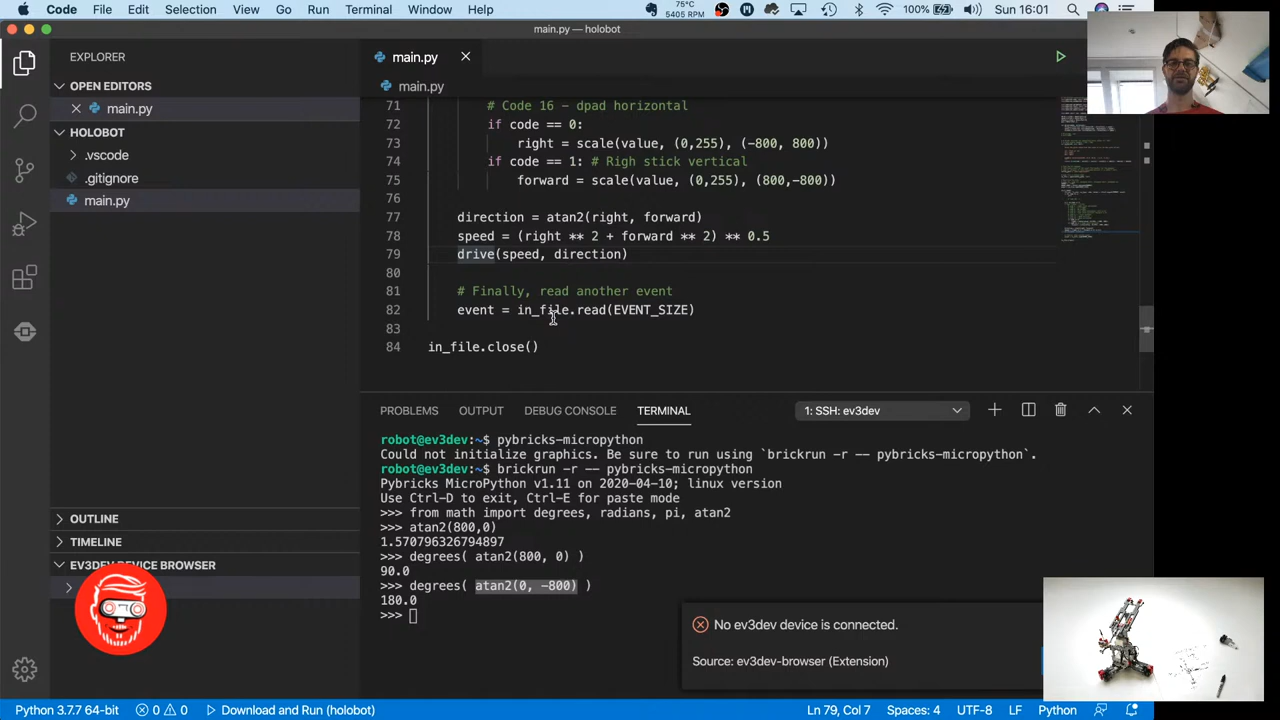 Code File Edit Selection View Go Run Terminal Window Help 75°C 5405 RPM 100% Sun 16:01
main.py — holobot
EXPLORER
OPEN EDITORS
main.py
HOLOBOT
.vscode
.gitignore
main.py
OUTLINE
TIMELINE
EV3DEV DEVICE BROWSER
main.py
main.py
71 # Code 16 - dpad horizontal
72 if code == 0:
73 right = scale(value, (0,255), (-800, 800))
74 if code == 1: # Righ stick vertical
75 forward = scale(value, (0,255), (800,-800))
76
77 direction = atan2(right, forward)
78 speed = (right ** 2 + forward ** 2) ** 0.5
79 drive(speed, direction)
80
81 # Finally, read another event
82 event = in_file.read(EVENT_SIZE)
83
84 in_file.close()
PROBLEMS OUTPUT DEBUG CONSOLE TERMINAL 1: SSH: ev3dev
robot@ev3dev:~$ pybricks-micropython
Could not initialize graphics. Be sure to run using `brickrun -r -- pybricks-micropython`.
robot@ev3dev:~$ brickrun -r -- pybricks-micropython
Pybricks MicroPython v1.11 on 2020-04-10; linux version
Use Ctrl-D to exit, Ctrl-E for paste mode
>>> from math import degrees, radians, pi, atan2
>>> atan2(800,0)
1.570796326794897
>>> degrees( atan2(800, 0) )
90.0
>>> degrees( atan2(0, -800) )
180.0
>>>
No ev3dev device is connected.
Source: ev3dev-browser (Extension)
Python 3.7.7 64-bit 0 0 Download and Run (holobot) Ln 79, Col 7 Spaces: 4 UTF-8 LF Python